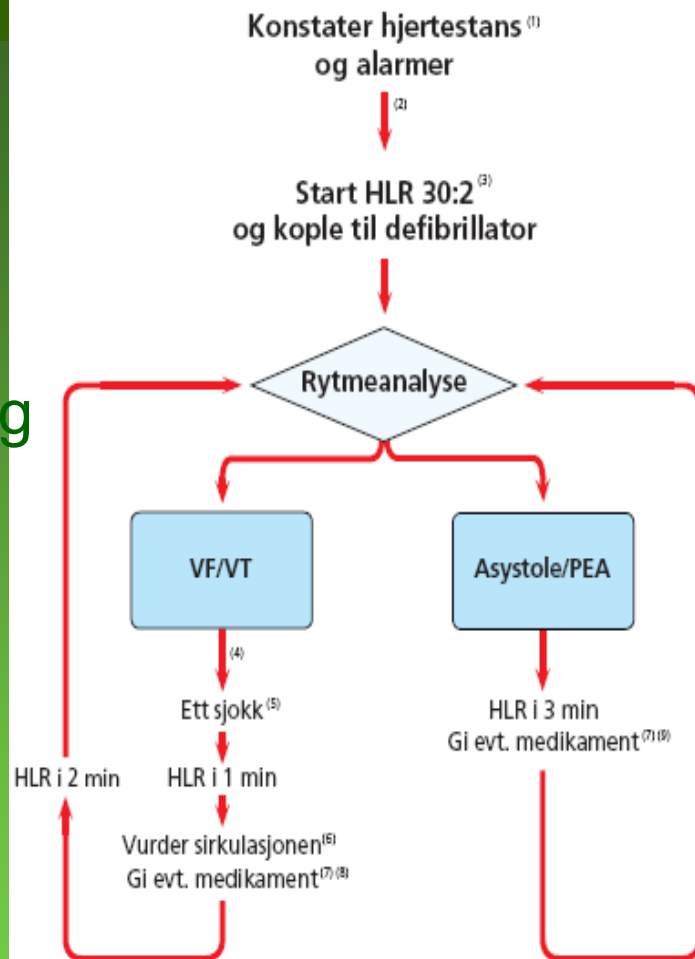 Konstater hjertestans (1)
og alarmer
(2)
Start HLR 30:2 (3)
og kople til defibrillator
Rytmeanalyse
g
VF/VT
Asystole/PEA
(4)
Ett sjokk (5)
HLR i 3 min
Gi evt. medikament (7) (9)
HLR i 2 min
HLR i 1 min
Vurder sirkulasjonen (6)
Gi evt. medikament (7) (8)